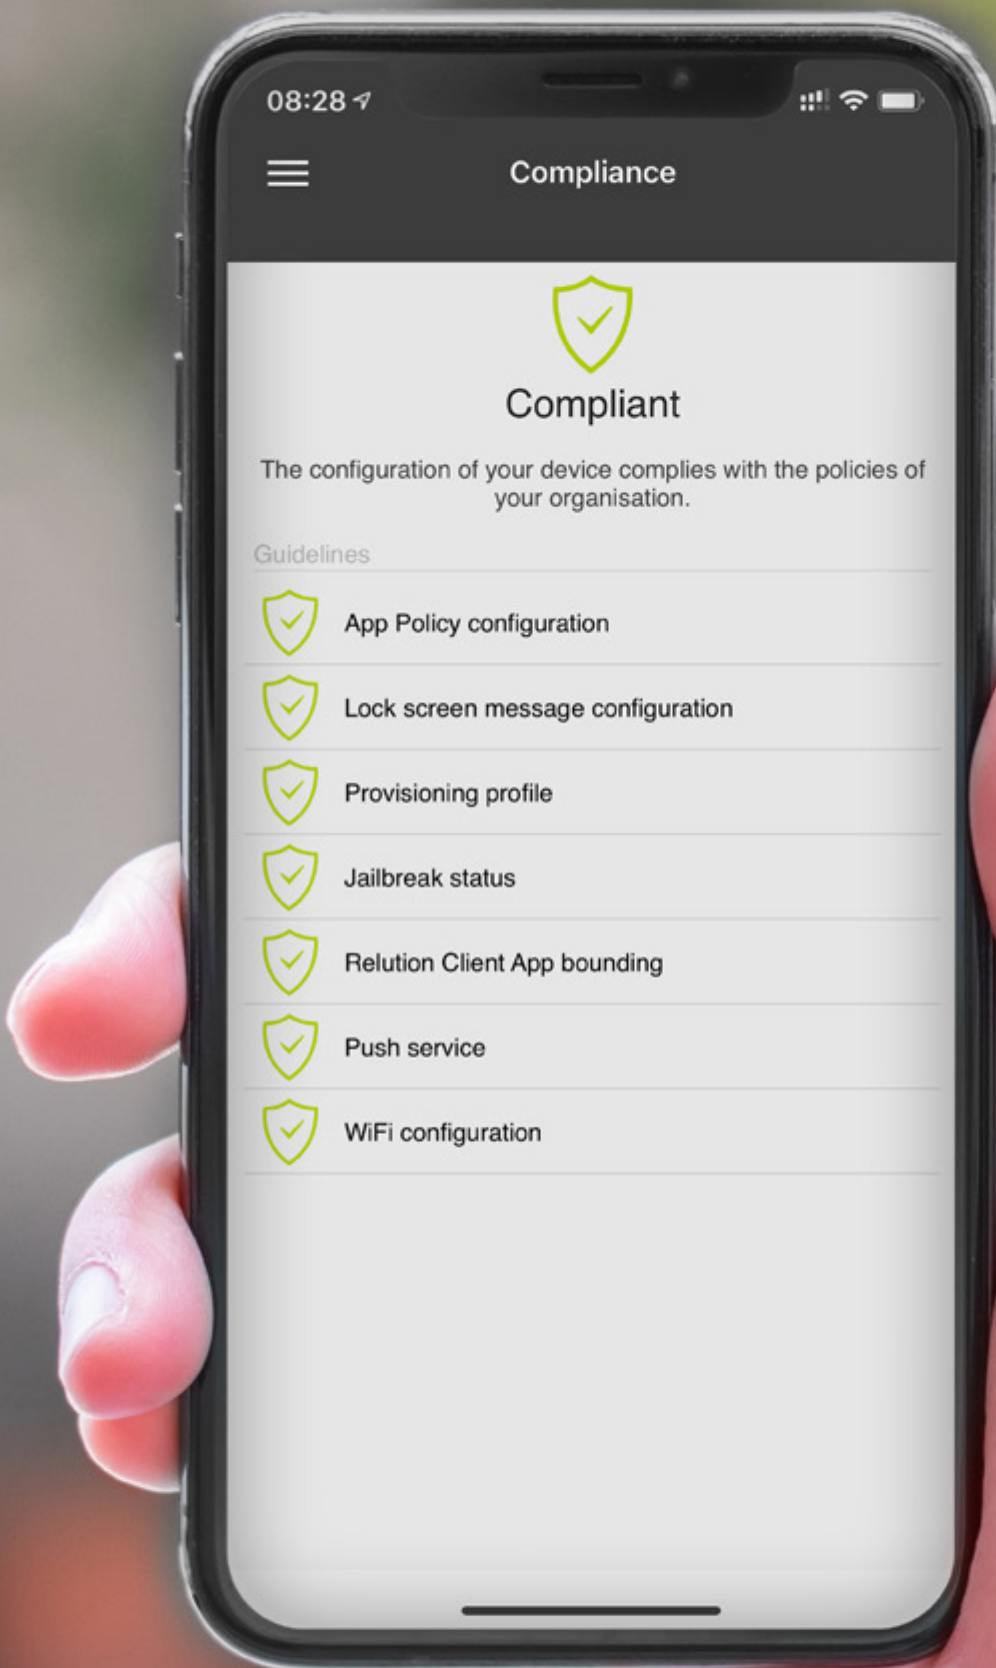 08:28
Compliance
Compliant
The configuration of your device complies with the policies of
your organisation.
Guidelines
App Policy configuration
Lock screen message configuration
Provisioning profile
Jailbreak status
Relution Client App bounding
Push service
WiFi configuration